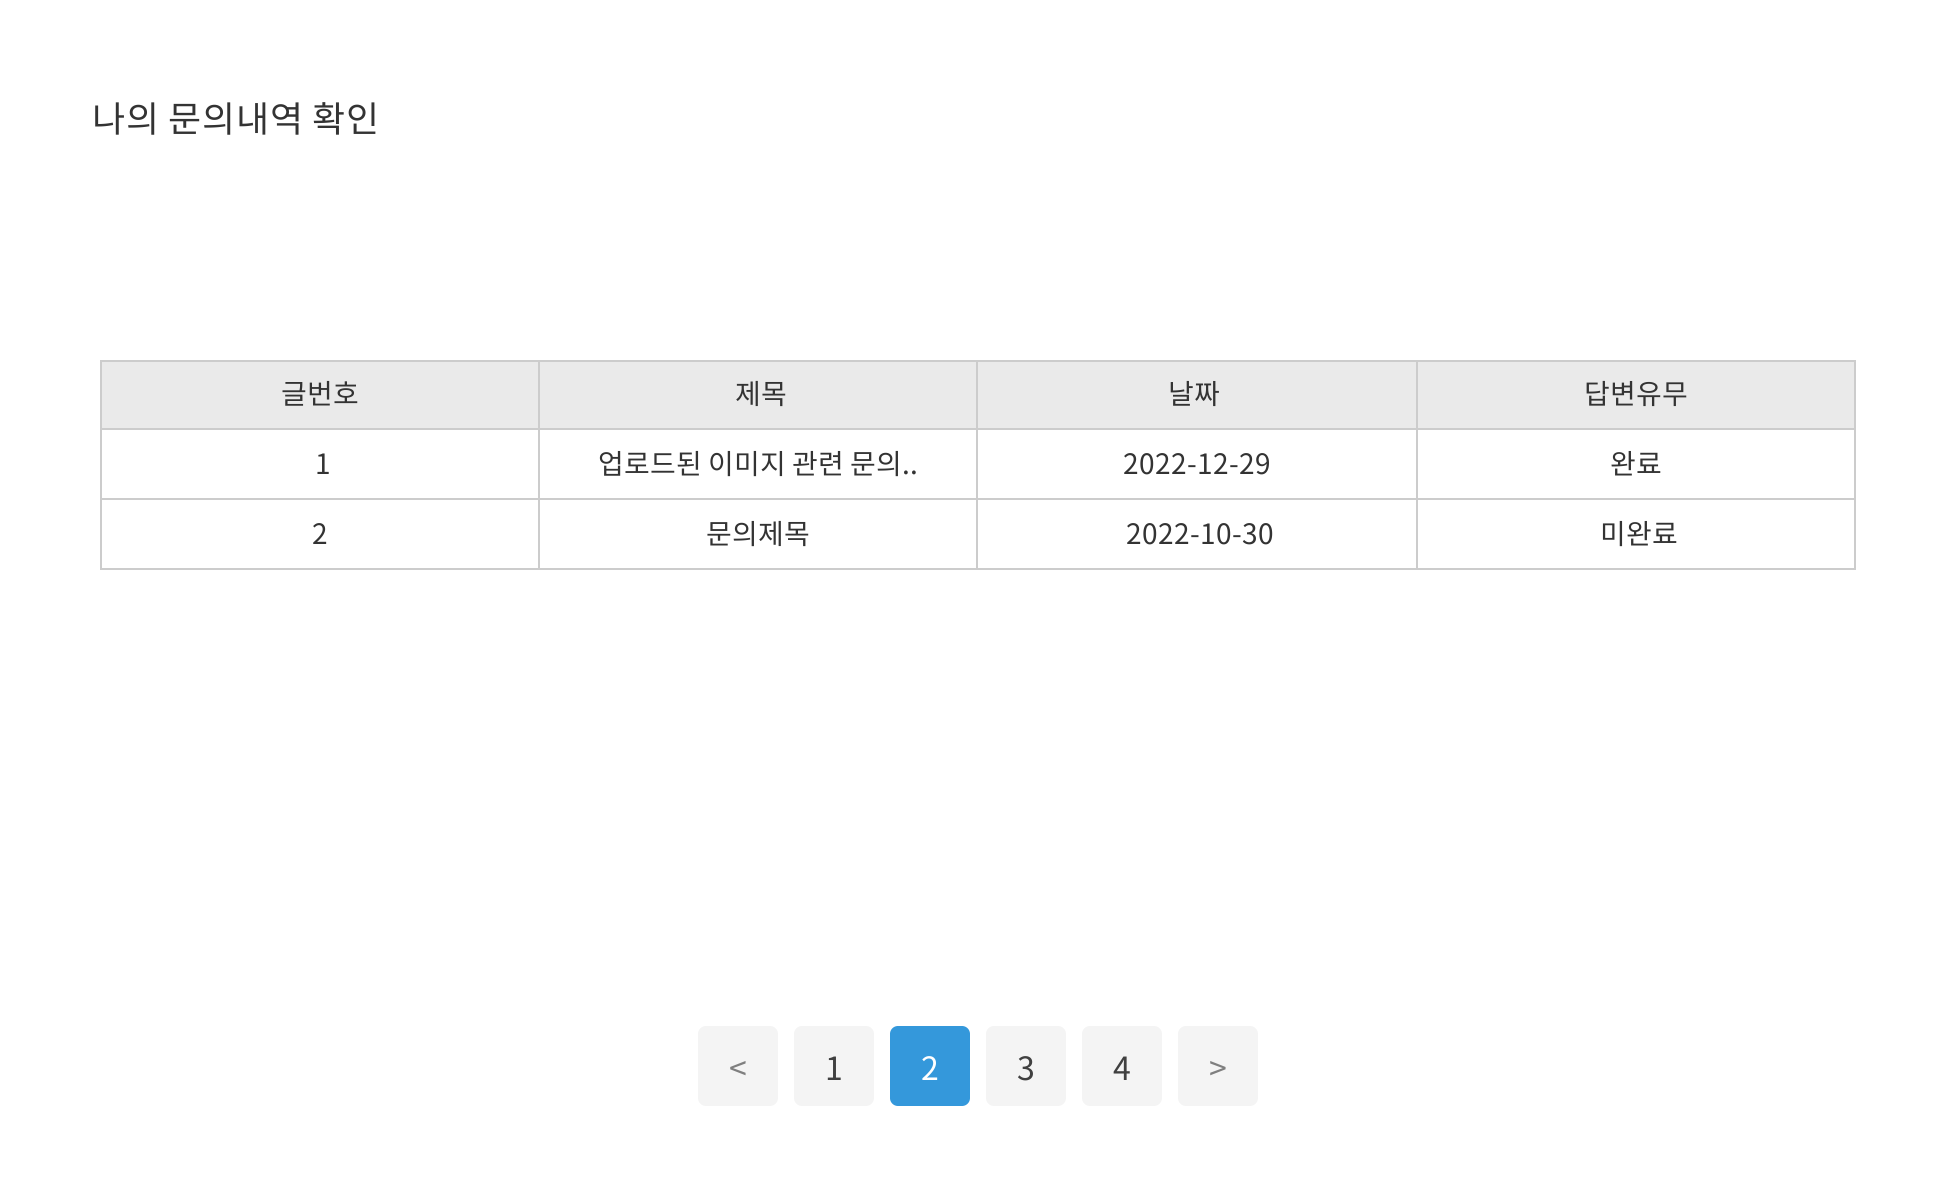 나의 문의내역 확인
글번호 제목 날짜 답변유무
1 업로드된 이미지 관련 문의.. 2022-12-29 완료
2 문의제목 2022-10-30 미완료
< 1 2 3 4 >